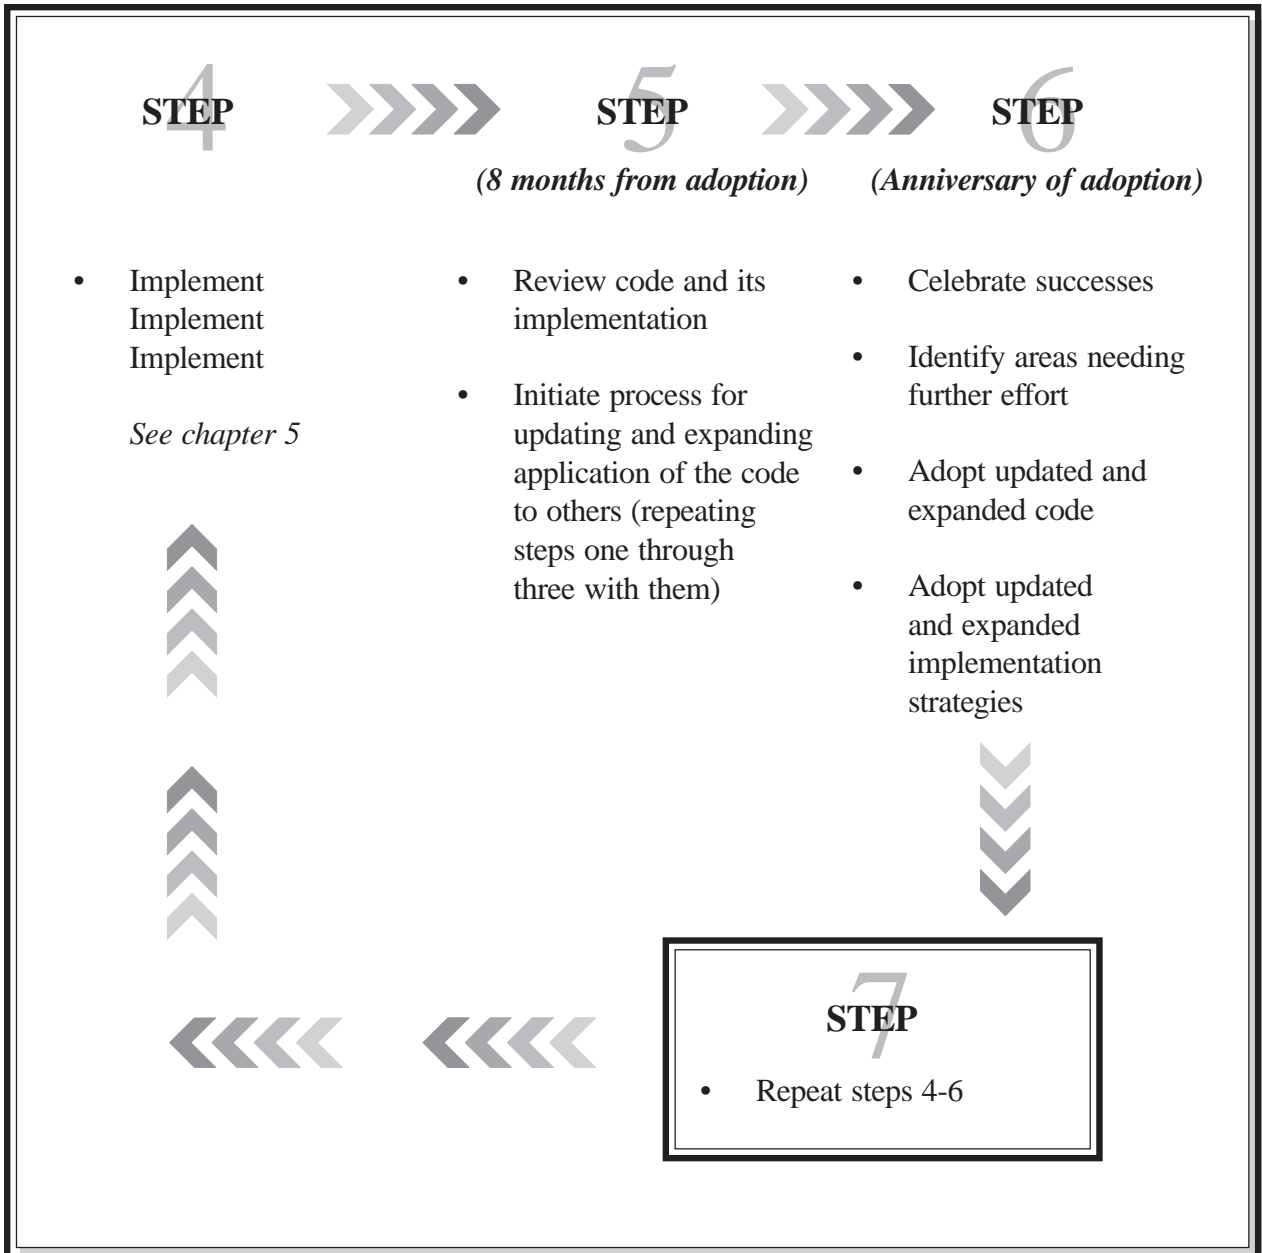 STEP 4
• Implement
Implement
Implement
See chapter 5
STEP 5
(8 months from adoption)
• Review code and its
implementation
• Initiate process for
updating and expanding
application of the code
to others (repeating
steps one through
three with them)
STEP 6
(Anniversary of adoption)
• Celebrate successes
• Identify areas needing
further effort
• Adopt updated and
expanded code
• Adopt updated
and expanded
implementation
strategies
STEP 7
• Repeat steps 4-6